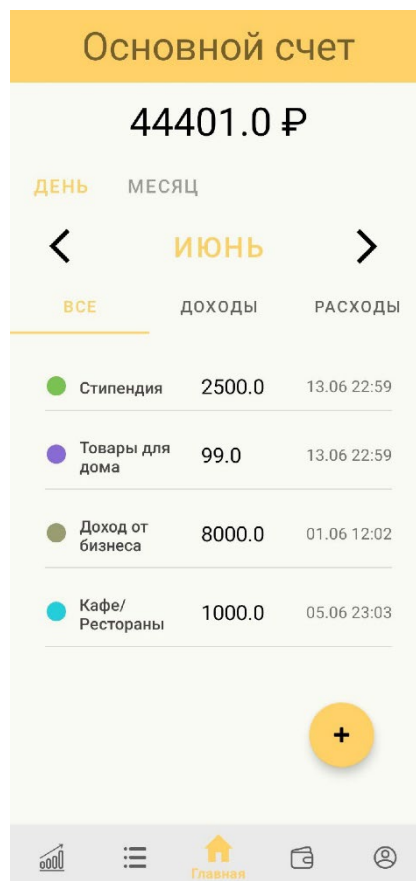 Основной счет
44401.0 ₽
ДЕНЬ МЕСЯЦ
ИЮНЬ
ВСЕ ДОХОДЫ РАСХОДЫ
Стипендия 2500.0 13.06 22:59
Товары для
дома 99.0 13.06 22:59
Доход от
бизнеса 8000.0 01.06 12:02
Кафе/
Рестораны 1000.0 05.06 23:03
+
Главная